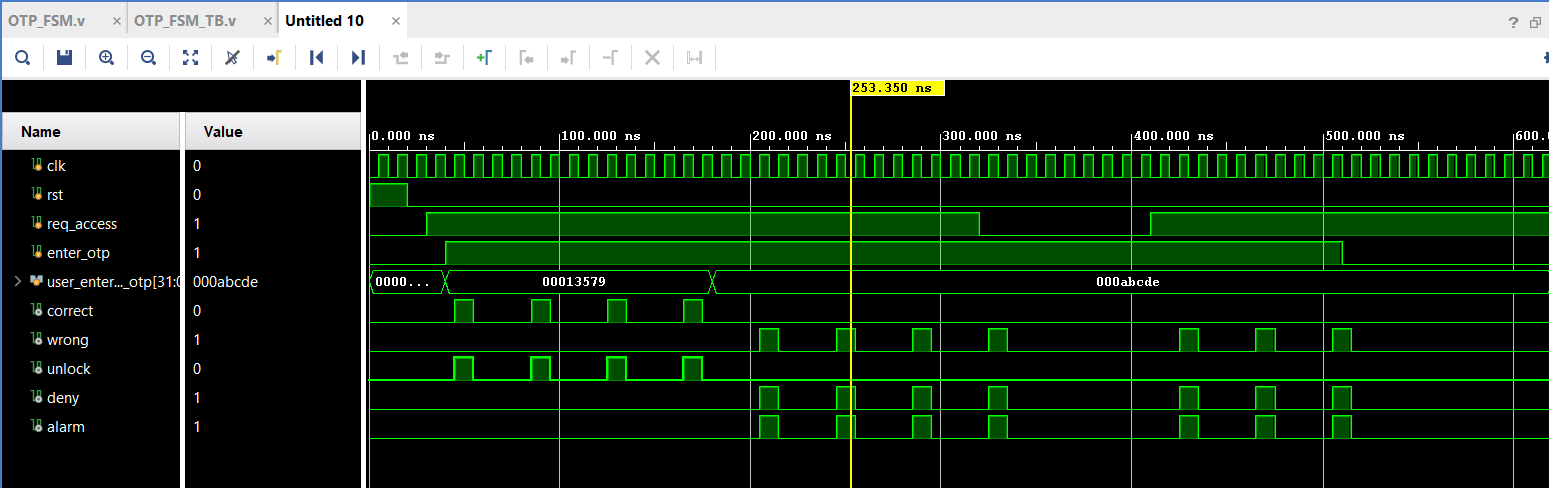 OTP_FSM.v × OTP_FSM_TB.v × Untitled 10 ×
?
253.350 ns
Name Value
0.000 ns 100.000 ns 200.000 ns 300.000 ns 400.000 ns 500.000 ns 600.
clk 0
rst 0
req_access 1
enter_otp 1
user_enter..._otp[31:0 000abcde 0000... 00013579 000abcde
correct 0
wrong 1
unlock 0
deny 1
alarm 1